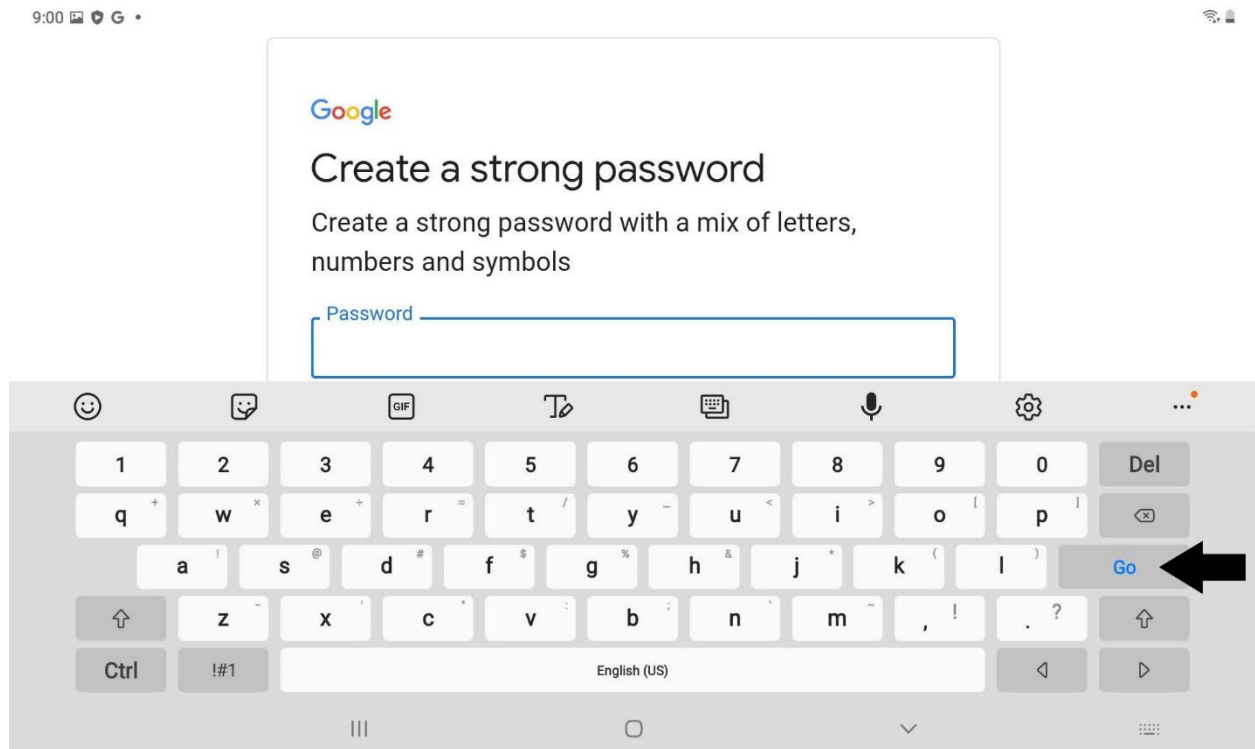 9:00 G
Google
Create a strong password
Create a strong password with a mix of letters,
numbers and symbols
Password
GIF
1 2 3 4 5 6 7 8 9 0 Del
q + w × e ÷ r = t / y _ u < i > o [ p ]
a ! s @ d # f $ g % h & j * k ( l ) Go
z - x ' c " v : b ; n ` m ~ , ! . ?
Ctrl !#1 English (US)